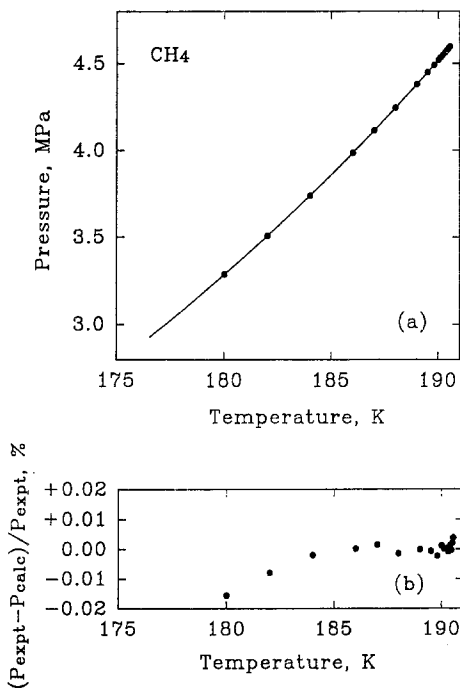 CH4
4.5
4.0
3.5
3.0
Pressure, MPa
(a)
175 180 185 190
Temperature, K
+0.02
+0.01
0.00
-0.01
-0.02
(Pexpt-Pcalc)/Pexpt, %
(b)
175 180 185 190
Temperature, K